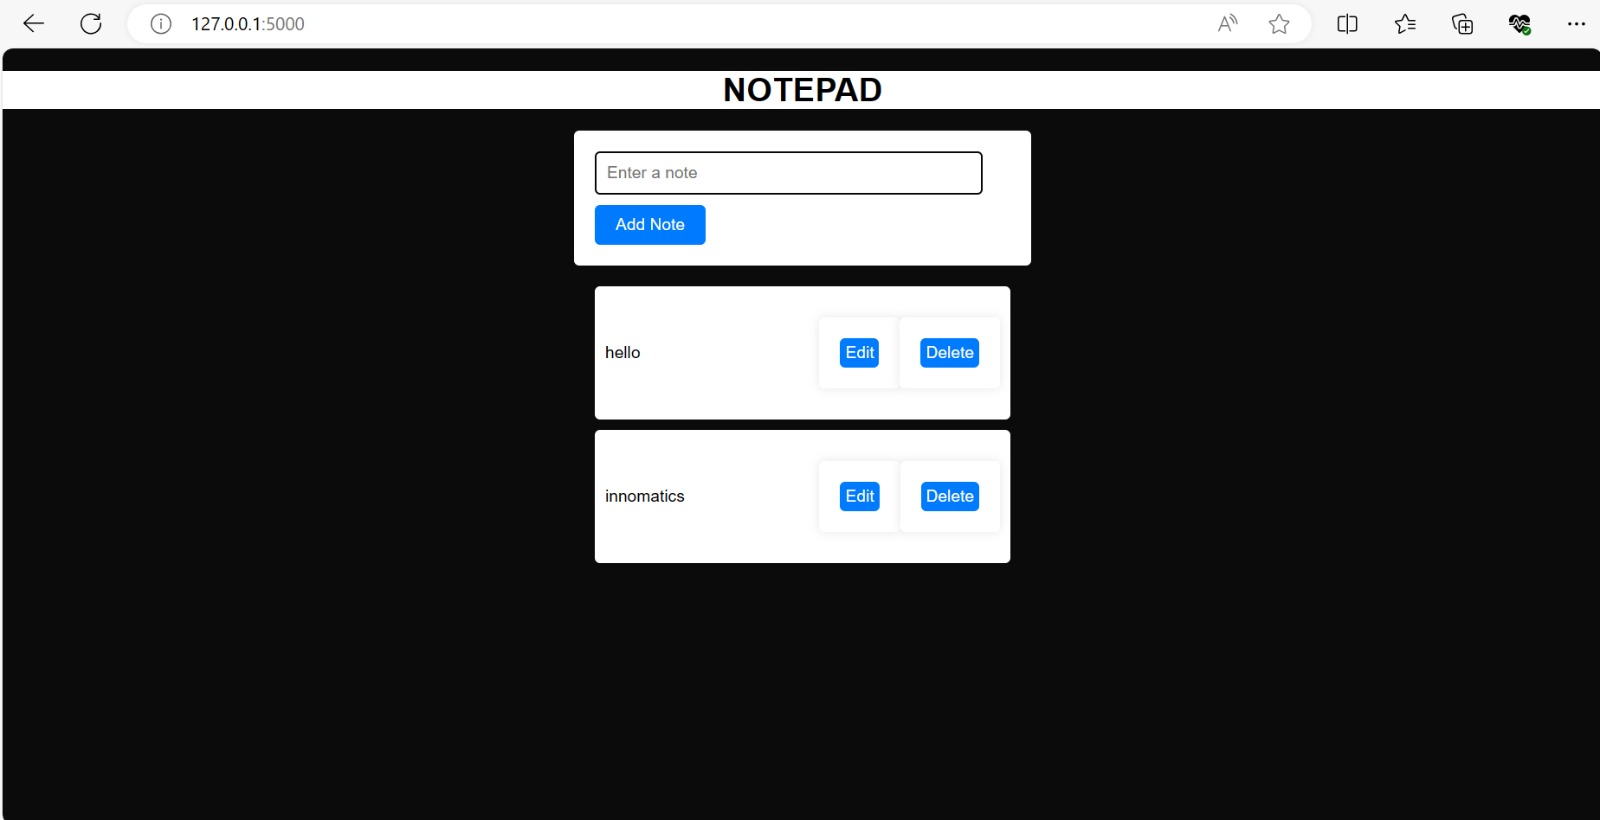 127.0.0.1:5000
NOTEPAD
Enter a note
Add Note
hello Edit Delete
innomatics Edit Delete